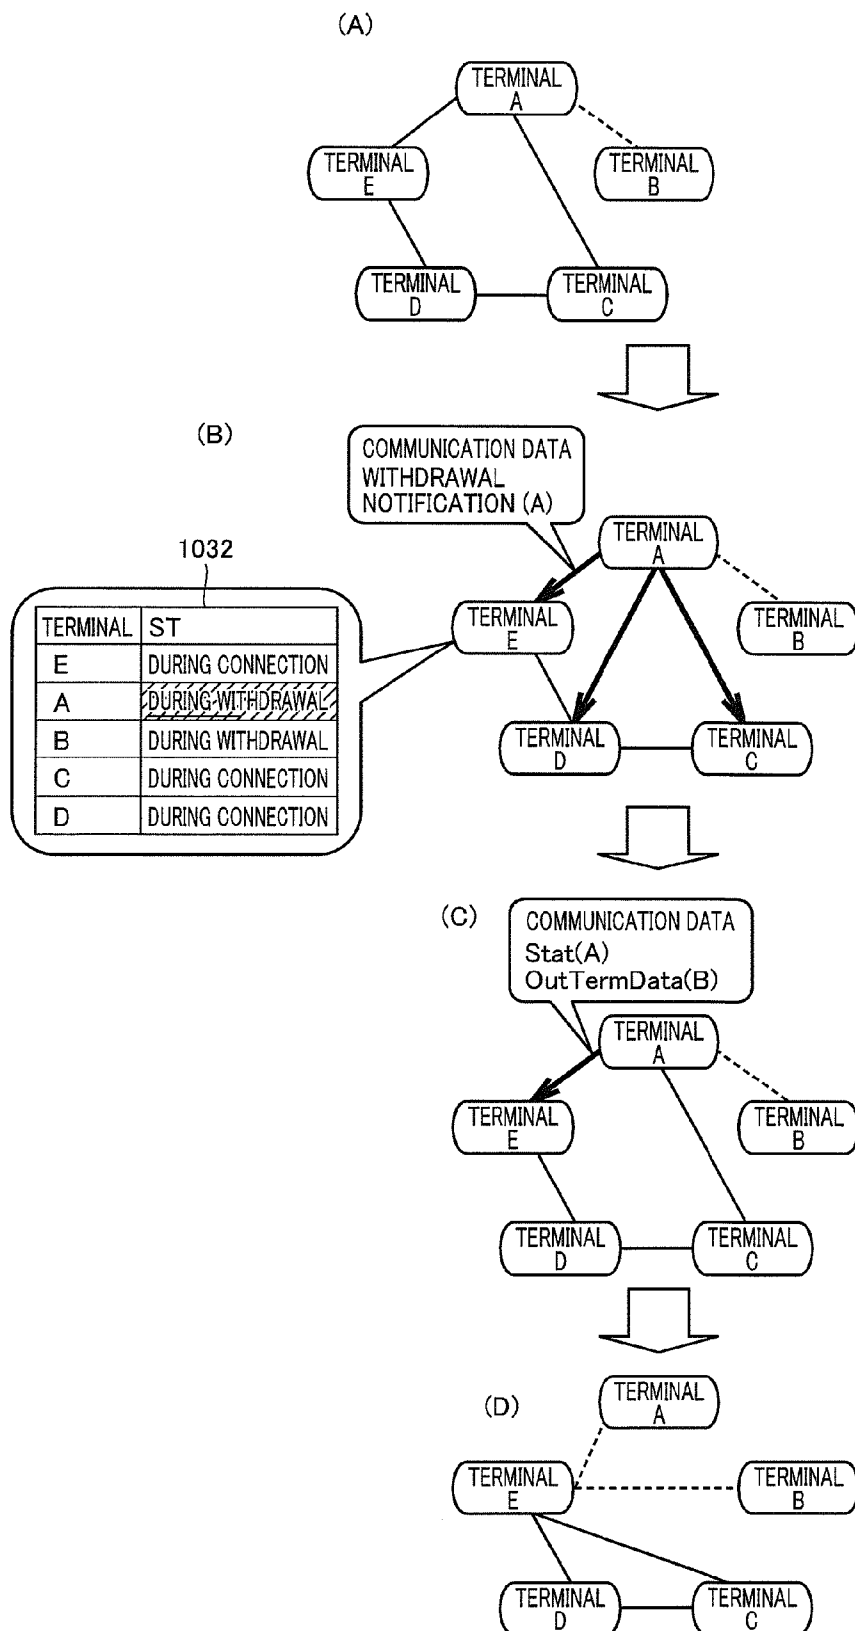 (A)
TERMINAL
A
TERMINAL
E
TERMINAL
B
TERMINAL
D
TERMINAL
C
(B)
COMMUNICATION DATA
WITHDRAWAL
NOTIFICATION (A)
TERMINAL
A
1032
TERMINAL ST
E DURING CONNECTION
A DURING WITHDRAWAL
B DURING WITHDRAWAL
C DURING CONNECTION
D DURING CONNECTION
TERMINAL
E
TERMINAL
B
TERMINAL
D
TERMINAL
C
(C)
COMMUNICATION DATA
Stat(A)
OutTermData(B)
TERMINAL
A
TERMINAL
E
TERMINAL
B
TERMINAL
D
TERMINAL
C
(D)
TERMINAL
A
TERMINAL
E
TERMINAL
B
TERMINAL
D
TERMINAL
C